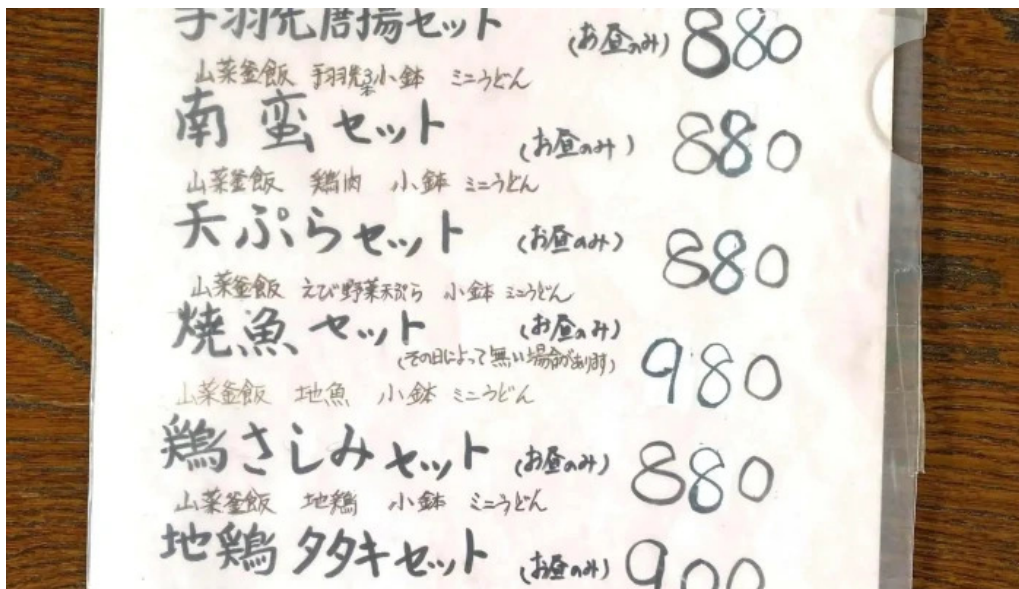 手羽先唐揚セット (お昼のみ) 880
山菜釜飯 手羽先3本 小鉢 ミニうどん
南蛮セット (お昼のみ) 880
山菜釜飯 鶏肉 小鉢 ミニうどん
天ぷらセット (お昼のみ) 880
山菜釜飯 えび野菜天ぷら 小鉢 ミニうどん
焼魚セット (お昼のみ) 980
(その日によって無い場合があります)
山菜釜飯 地魚 小鉢 ミニうどん
鶏さしみセット (お昼のみ) 880
山菜釜飯 地鶏 小鉢 ミニうどん
地鶏タタキセット (お昼のみ) 900